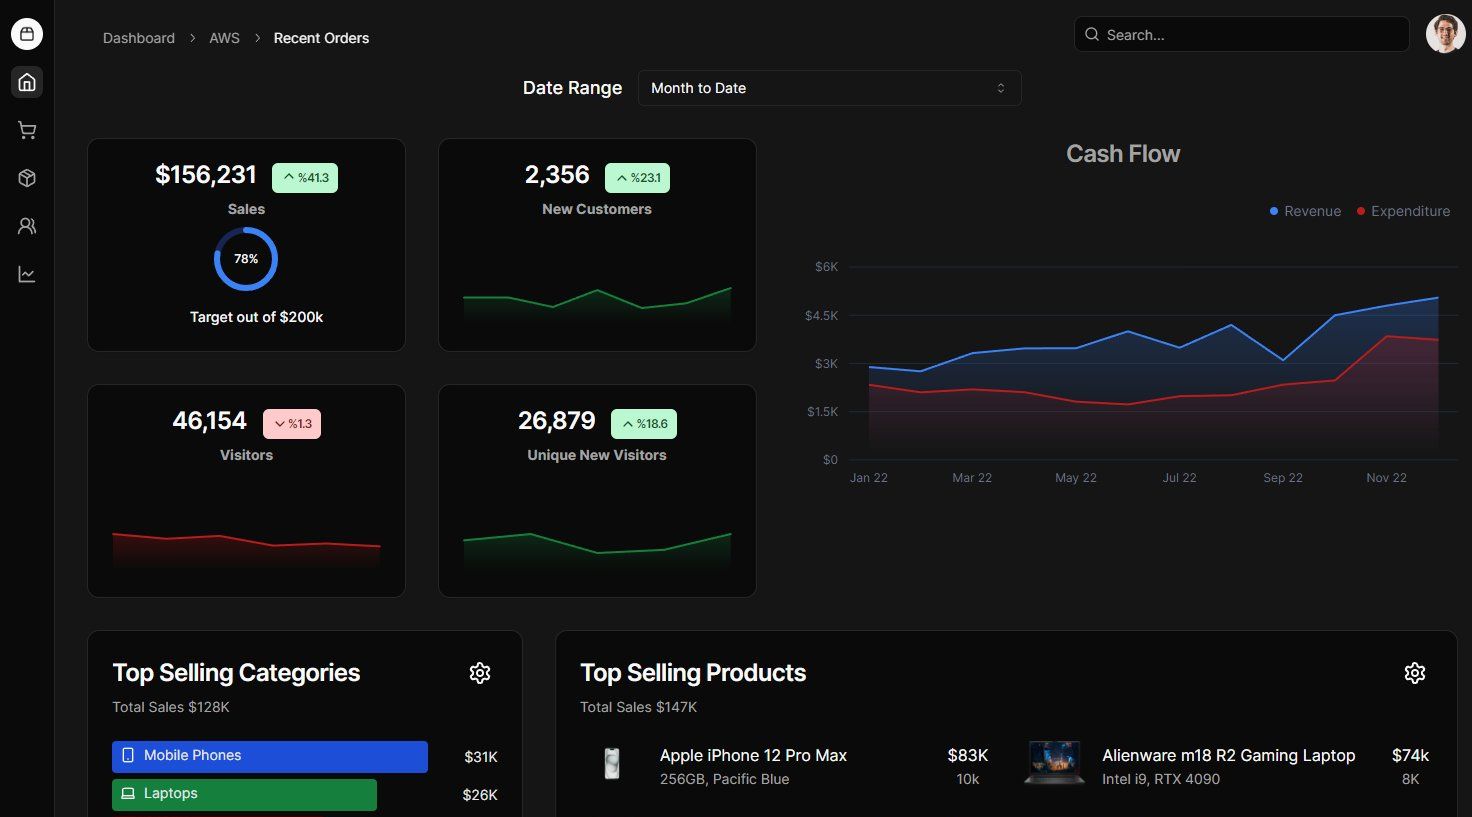 Dashboard > AWS > Recent Orders
Search...
Date Range
Month to Date
$156,231
%41.3
Sales
78%
Target out of $200k
2,356
%23.1
New Customers
46,154
%1.3
Visitors
26,879
%18.6
Unique New Visitors
Cash Flow
Revenue
Expenditure
$6K
$4.5K
$3K
$1.5K
$0
Jan 22
Mar 22
May 22
Jul 22
Sep 22
Nov 22
Top Selling Categories
Total Sales $128K
Mobile Phones
$31K
Laptops
$26K
Top Selling Products
Total Sales $147K
Apple iPhone 12 Pro Max
256GB, Pacific Blue
$83K
10k
Alienware m18 R2 Gaming Laptop
Intel i9, RTX 4090
$74k
8K